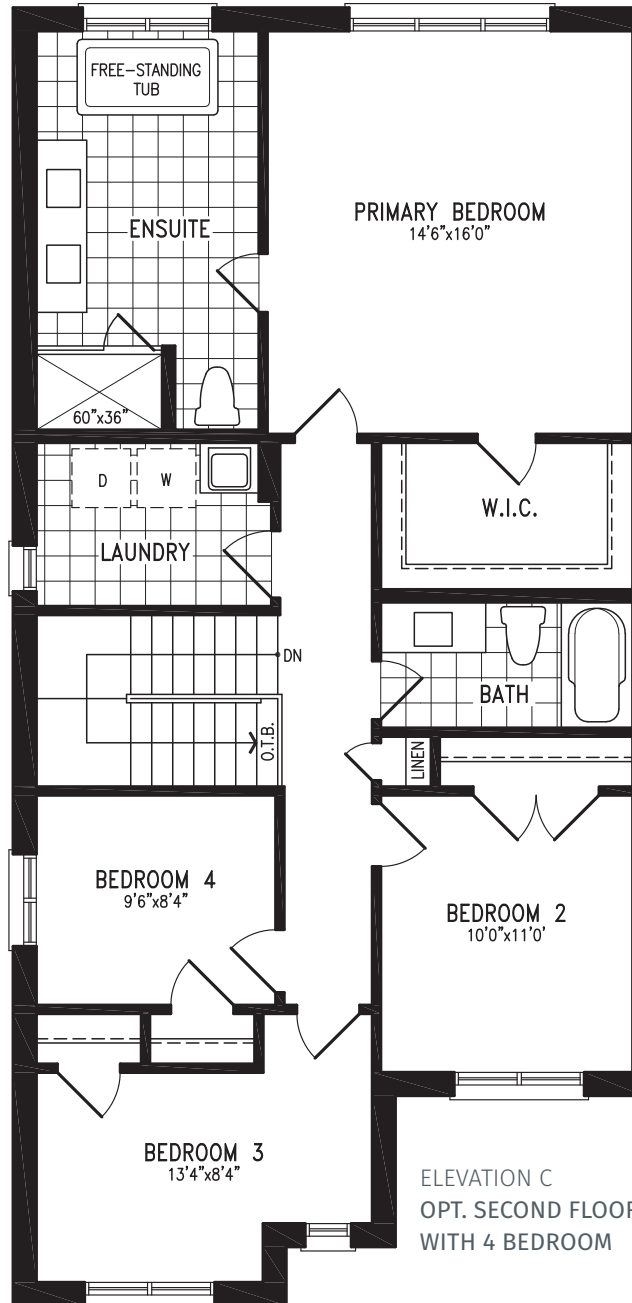 FREE-STANDING
TUB
ENSUITE
PRIMARY BEDROOM
14'6"x16'0"
60"x36"
D
W
W.I.C.
LAUNDRY
DN
BATH
O.T.B.
LINEN
BEDROOM 4
9'6"x8'4"
BEDROOM 2
10'0"x11'0'
BEDROOM 3
13'4"x8'4"
ELEVATION C
OPT. SECOND FLOOR
WITH 4 BEDROOM